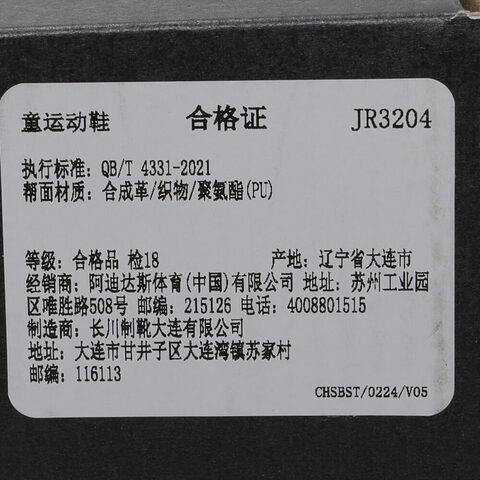 童运动鞋 合格证 JR3204
执行标准：QB/T 4331-2021
帮面材质：合成革/织物/聚氨酯(PU)
等级：合格品 检18 产地：辽宁省大连市
经销商：阿迪达斯体育(中国)有限公司 地址：苏州工业园
区唯胜路508号 邮编：215126 电话：4008801515
制造商：长川制靴大连有限公司
地址：大连市甘井子区大连湾镇苏家村
邮编：116113
CHSBST/0224/V05